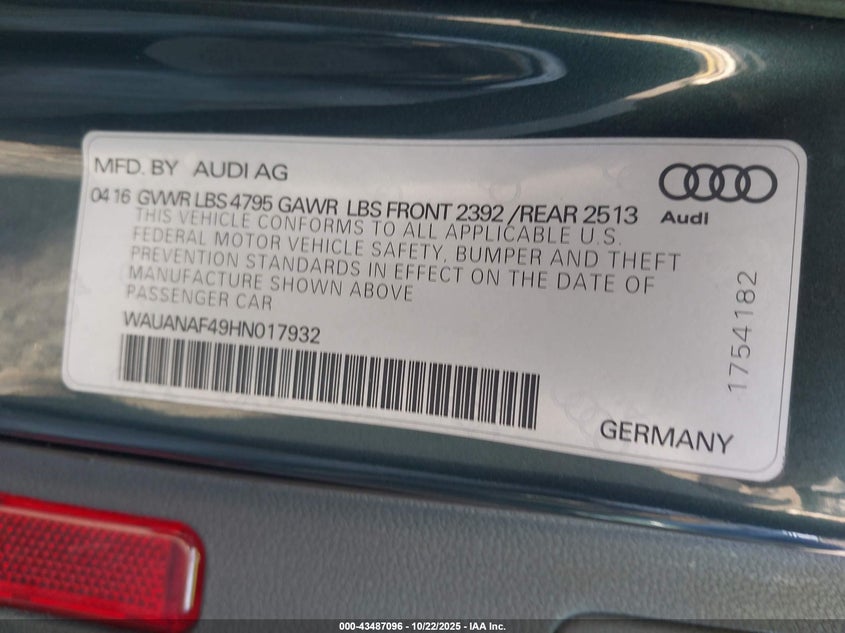 MFD. BY AUDI AG
Audi
04 16 GVWR LBS 4795 GAWR LBS FRONT 2392 /REAR 2513
THIS VEHICLE CONFORMS TO ALL APPLICABLE U.S.
FEDERAL MOTOR VEHICLE SAFETY, BUMPER AND THEFT
PREVENTION STANDARDS IN EFFECT ON THE DATE OF
MANUFACTURE SHOWN ABOVE
PASSENGER CAR
WAUANAF49HN017932
1754182
GERMANY
000-43487096 - 10/22/2025 - IAA Inc.